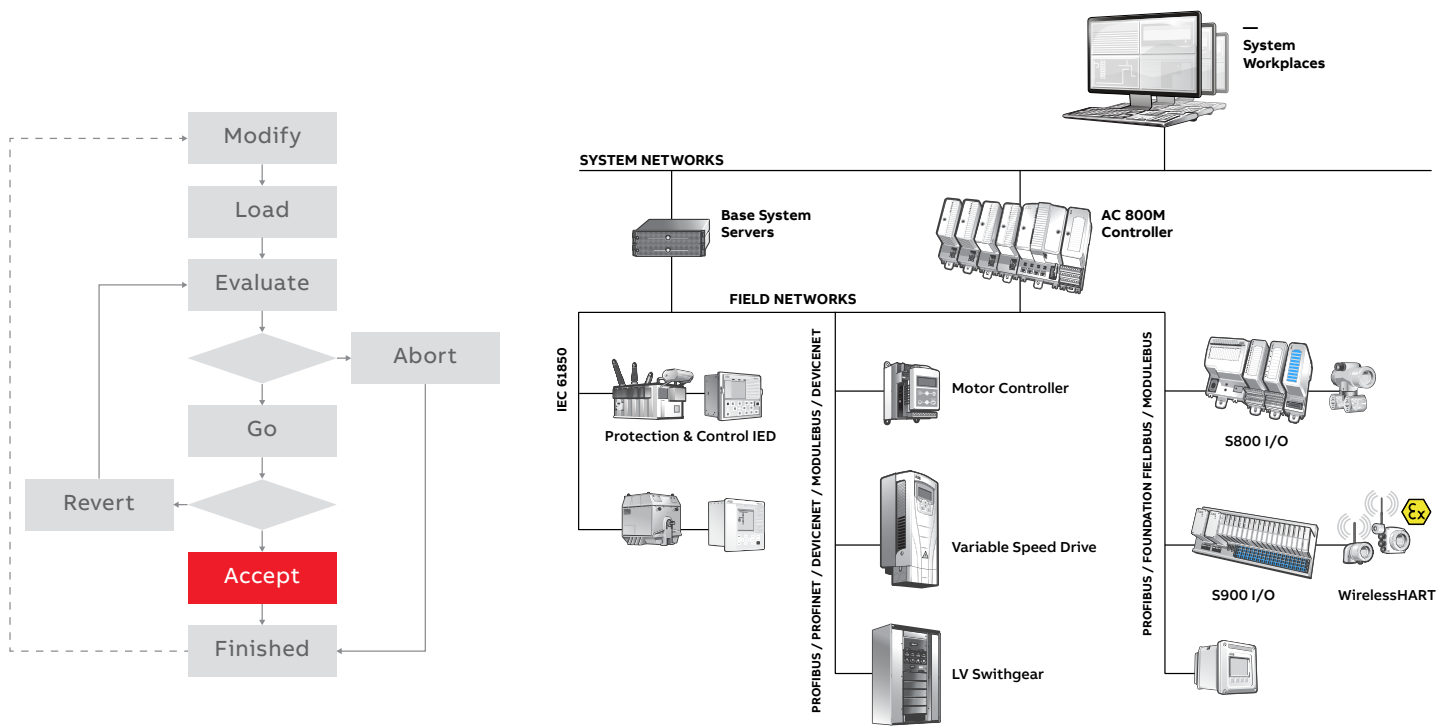 Modify
Load
Evaluate
Abort
Go
Revert
Accept
Finished
—
System
Workplaces
SYSTEM NETWORKS
Base System
Servers
AC 800M
Controller
FIELD NETWORKS
IEC 61850
Protection & Control IED
PROFIBUS / PROFINET / DEVICENET / MODULEBUS / DEVICENET
Motor Controller
Variable Speed Drive
LV Swithgear
PROFIBUS / FOUNDATION FIELDBUS / MODULEBUS
S800 I/O
S900 I/O
Ex
WirelessHART